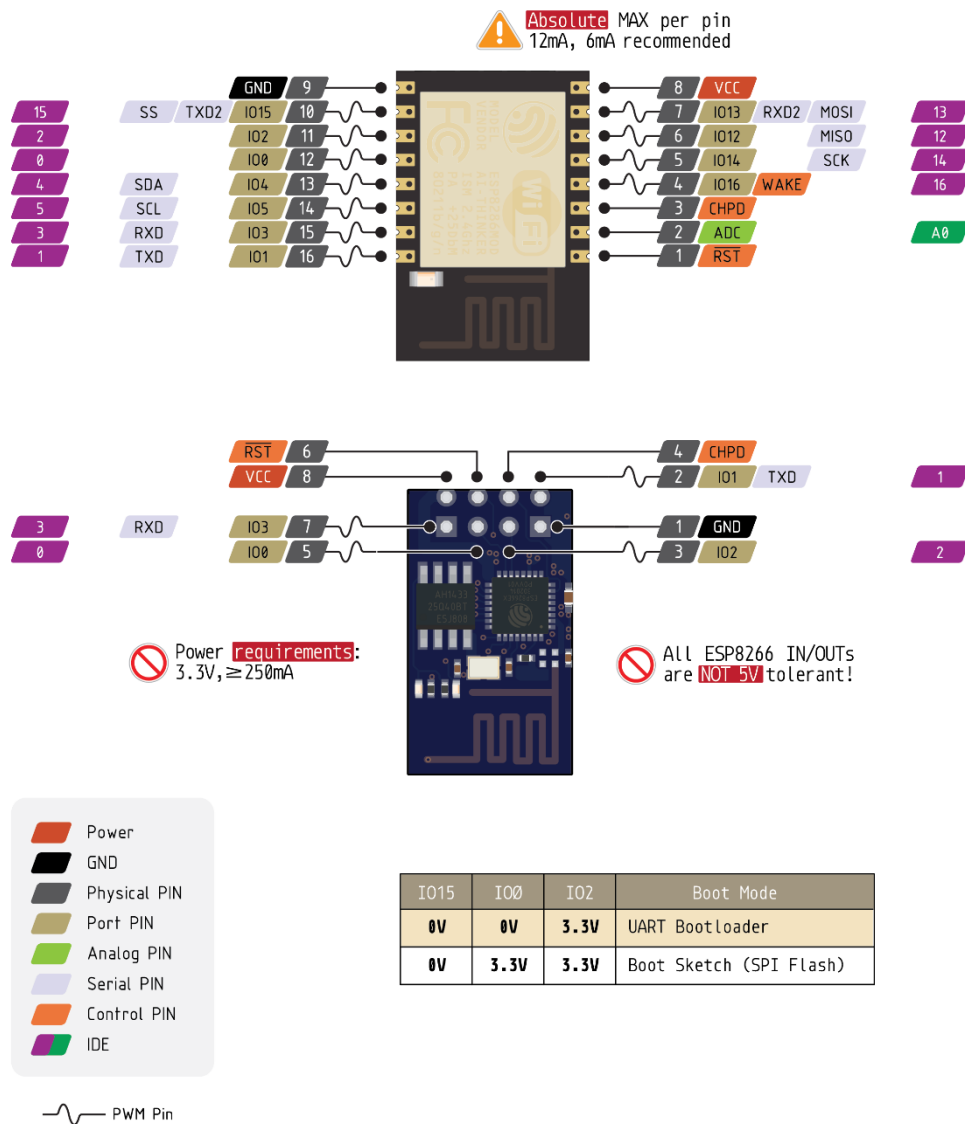 Absolute MAX per pin
12mA, 6mA recommended
GND 9
8 VCC
15 SS TXD2 IO15 10
7 IO13 RXD2 MOSI 13
2 IO2 11
6 IO12 MISO 12
0 IO0 12
5 IO14 SCK 14
4 SDA IO4 13
4 IO16 WAKE 16
5 SCL IO5 14
3 CHPD
3 RXD IO3 15
2 ADC A0
1 TXD IO1 16
1 RST
WiFi
RST 6
4 CHPD
VCC 8
2 IO1 TXD 1
3 RXD IO3 7
1 GND
0 IO0 5
3 IO2 2
AH1433
25Q40BT
ESJ808
Power requirements:
3.3V, ≧250mA
All ESP8266 IN/OUTs
are NOT 5V tolerant!
Power
GND
Physical PIN
Port PIN
Analog PIN
Serial PIN
Control PIN
IDE
PWM Pin
IO15 IO0 IO2 Boot Mode
0V 0V 3.3V UART Bootloader
0V 3.3V 3.3V Boot Sketch (SPI Flash)